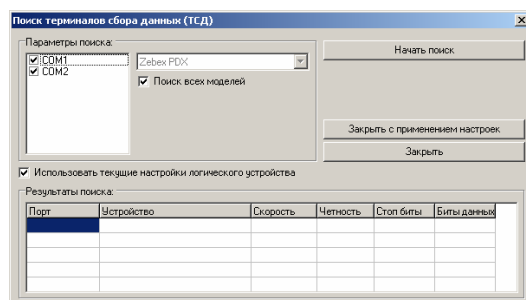 Поиск терминалов сбора данных (ТСД)
Параметры поиска:
COM1
COM2
Zebex PDX
Поиск всех моделей
Начать поиск
Закрыть с применением настроек
Закрыть
Использовать текущие настройки логического устройства
Результаты поиска:
Порт Устройство Скорость Четность Стоп биты Биты данных